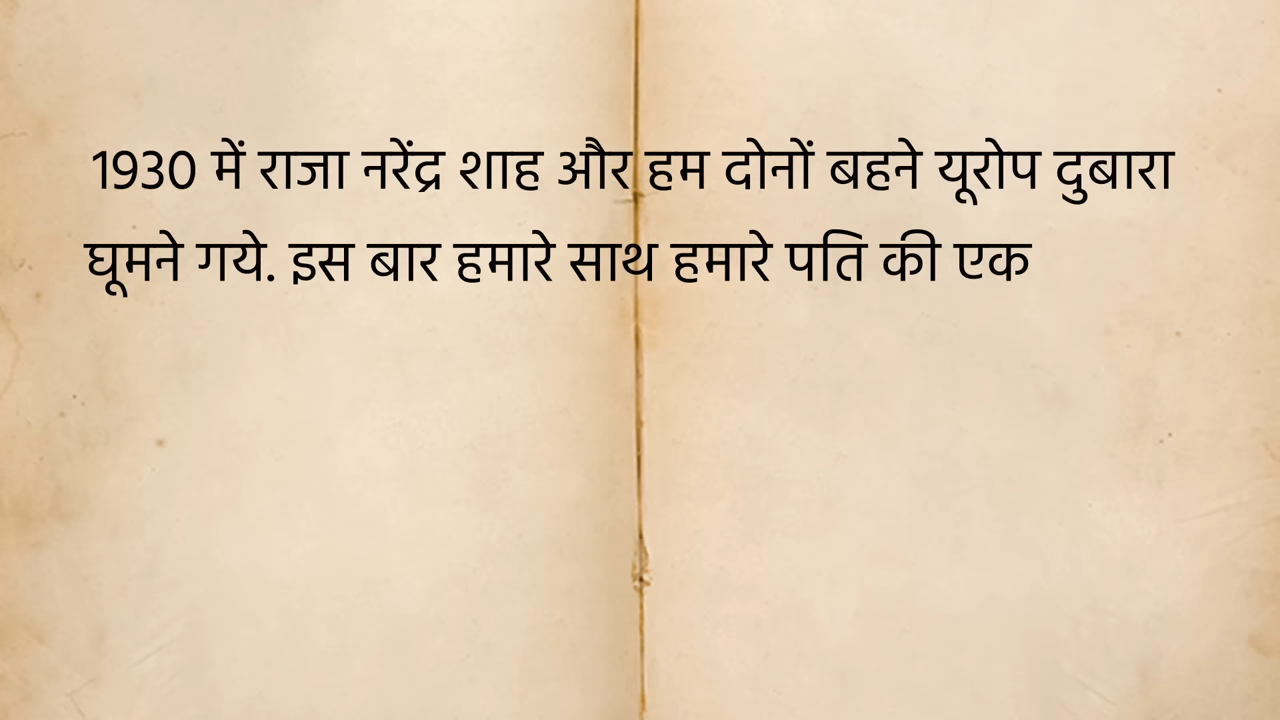 1930 में राजा नरेंद्र शाह और हम दोनों बहने यूरोप दुबारा
घूमने गये. इस बार हमारे साथ हमारे पति की एक